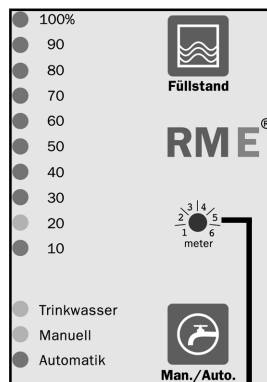 100%
90
80
70
60
50
40
30
20
10
Füllstand
RME®
3 4
2 5
1 6
meter
Trinkwasser
Manuell
Automatik
Man./Auto.